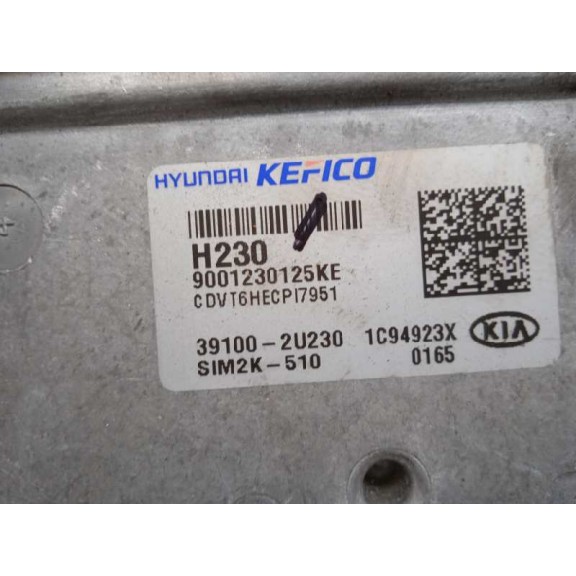 HYUNDAI KEFICO
H230
9001230125KE
CDVT6HECPI7951
39100-2U230 1C94923X KIA
SIM2K-510 0165